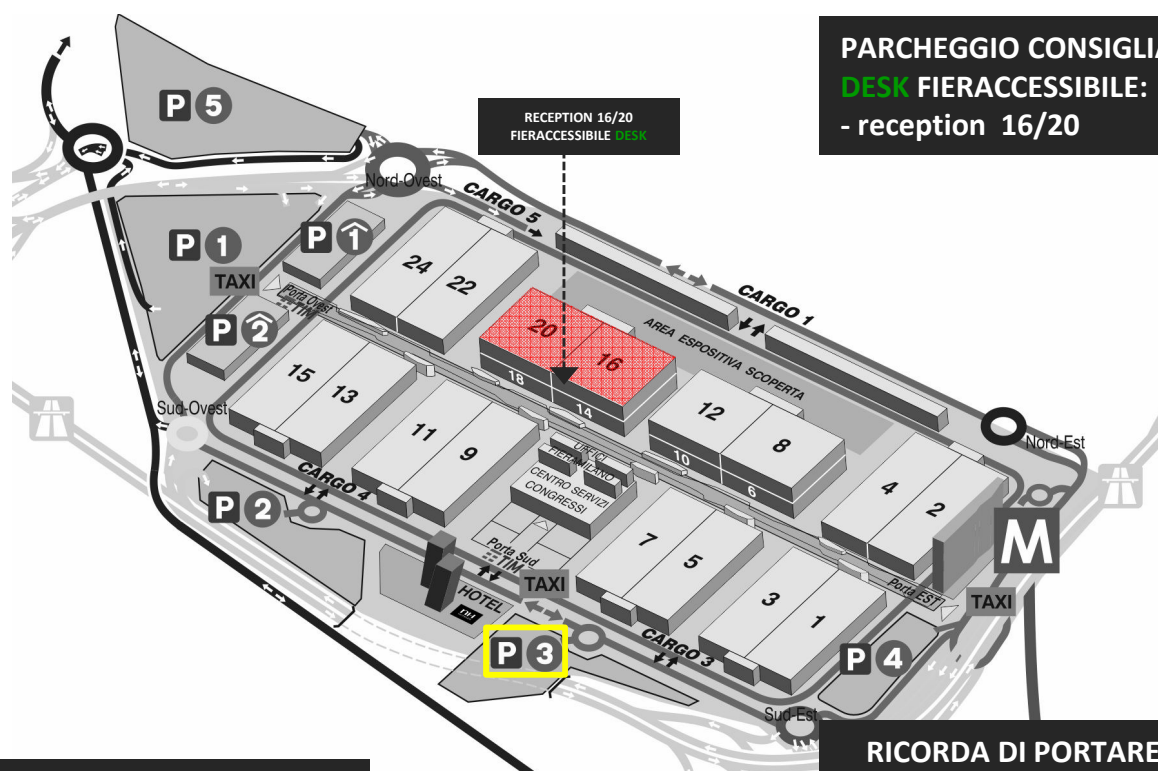 PARCHEGGIO CONSIGLIA
DESK FIERACCESSIBILE:
- reception 16/20
RECEPTION 16/20
FIERACCESSIBILE DESK
P 5
Nord-Ovest
CARGO 5
P 1
P 1
TAXI
Porta Ovest
TIM
P 2
24
22
CARGO 1
AREA ESPOSITIVA SCOPERTA
20
16
18
14
15
13
12
8
10
6
Sud-Ovest
11
9
UFFICI
FIERAMILANO
CENTRO SERVIZI
CONGRESSI
Nord-Est
4
2
M
CARGO 4
P 2
7
5
Porta Sud
TIM
TAXI
HOTEL
nH
Porta EST
TAXI
3
1
P 3
CARGO 3
P 4
Sud-Est
RICORDA DI PORTARE